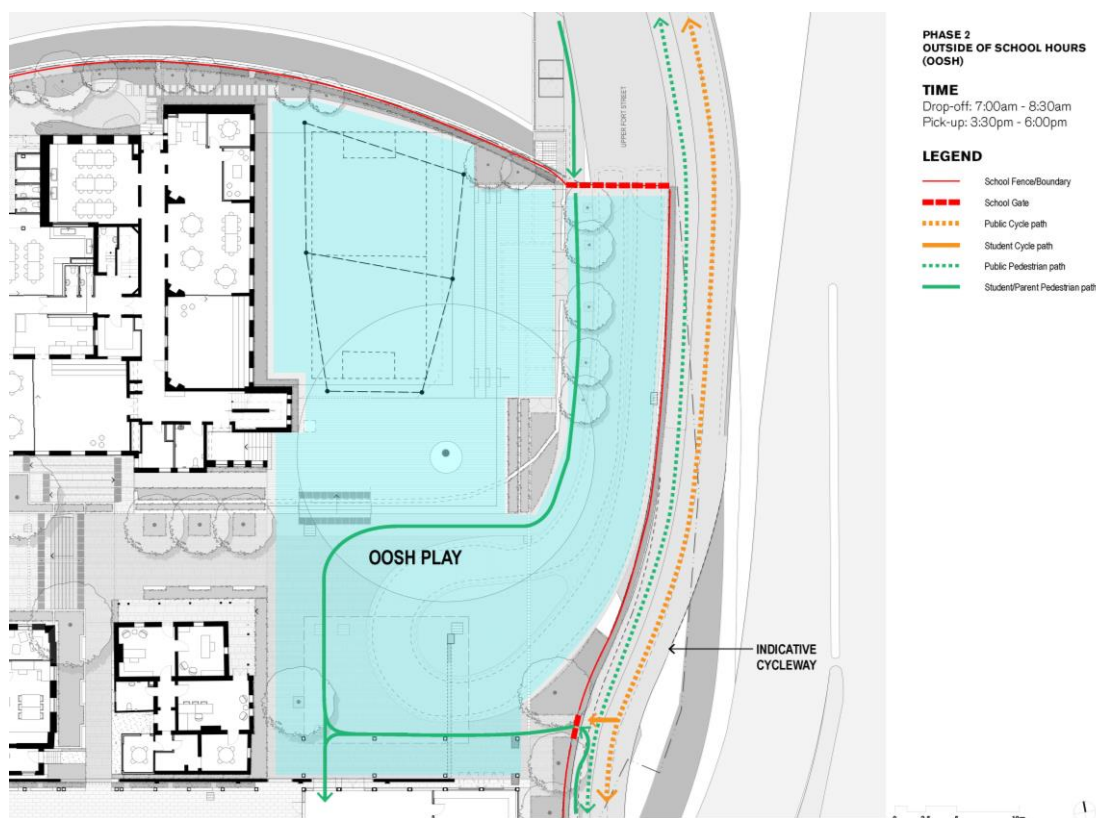 PHASE 2
OUTSIDE OF SCHOOL HOURS
(OOSH)
TIME
Drop-off: 7:00am - 8:30am
Pick-up: 3:30pm - 6:00pm
LEGEND
School Fence/Boundary
School Gate
Public Cycle path
Student Cycle path
Public Pedestrian path
Student/Parent Pedestrian path
UPPER FORT STREET
OOSH PLAY
INDICATIVE
CYCLEWAY